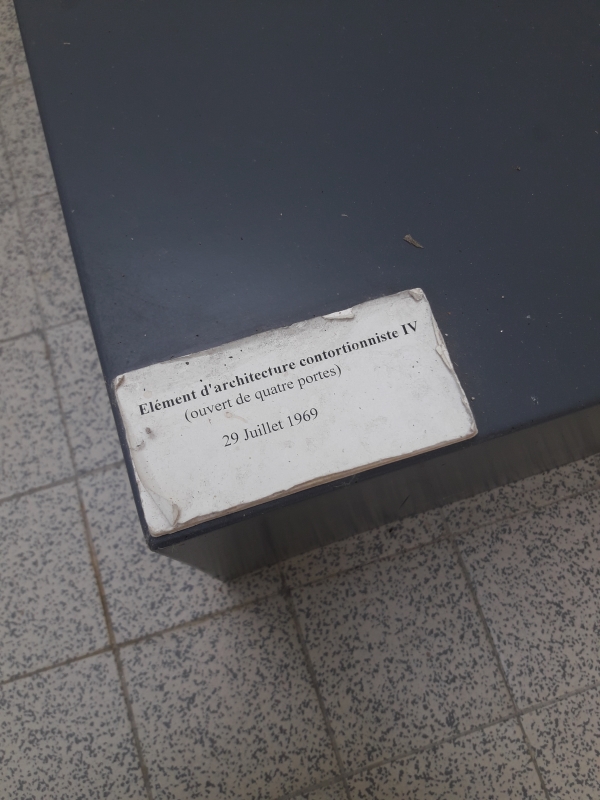 Elément d'architecture contortionniste IV
(ouvert de quatre portes)
29 Juillet 1969